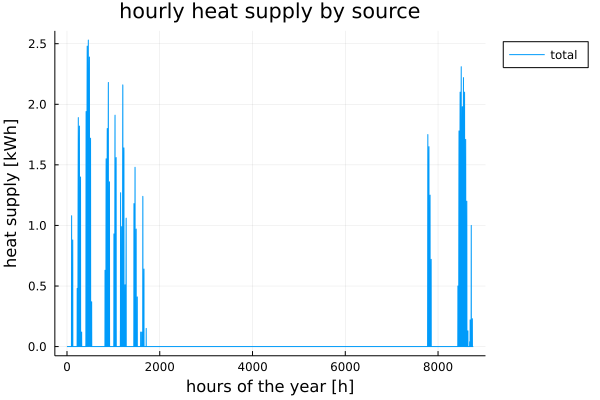 hourly heat supply by source
total
heat supply [kWh]
2.5
2.0
1.5
1.0
0.5
0.0
0 2000 4000 6000 8000
hours of the year [h]